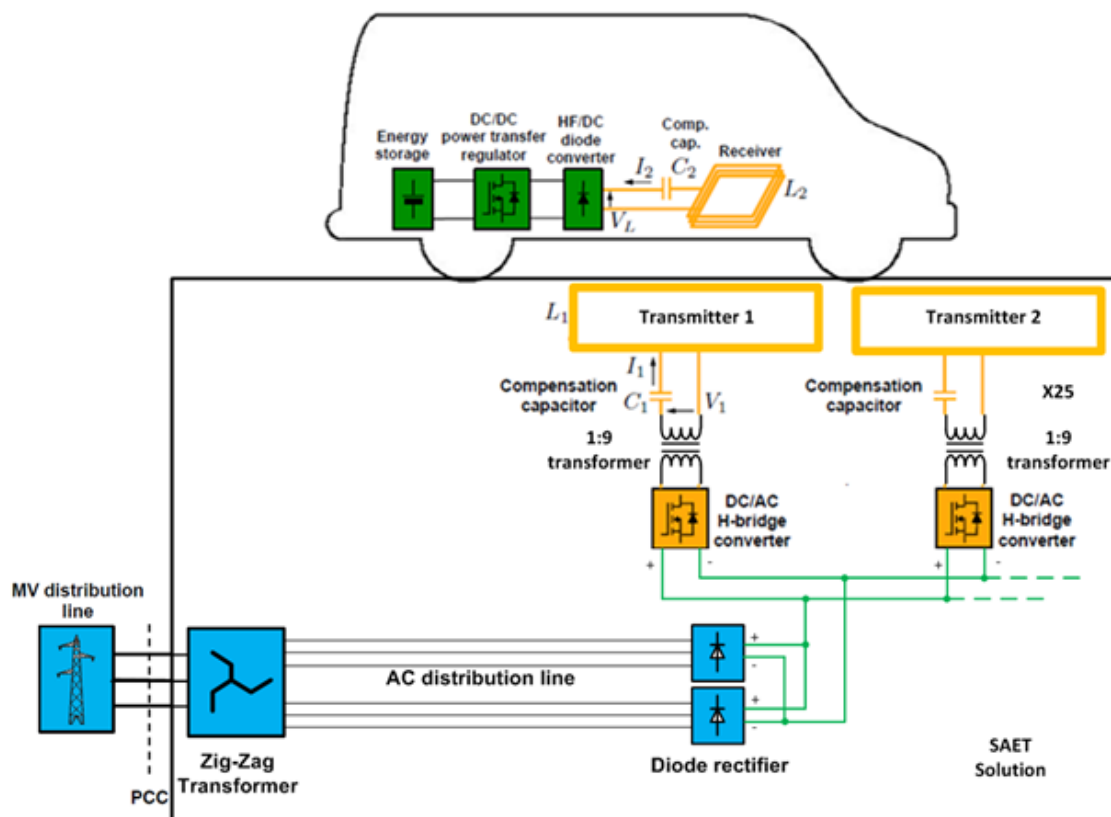 Energy
storage
DC/DC
power transfer
regulator
HF/DC
diode
converter
Comp.
cap.
Receiver
I2
C2
L2
VL
L1
Transmitter 1
Transmitter 2
I1
Compensation
capacitor
C1
V1
Compensation
capacitor
X25
1:9
transformer
1:9
transformer
DC/AC
H-bridge
converter
DC/AC
H-bridge
converter
+
-
+
-
MV distribution
line
AC distribution line
+
-
+
-
Zig-Zag
Transformer
Diode rectifier
SAET
Solution
PCC